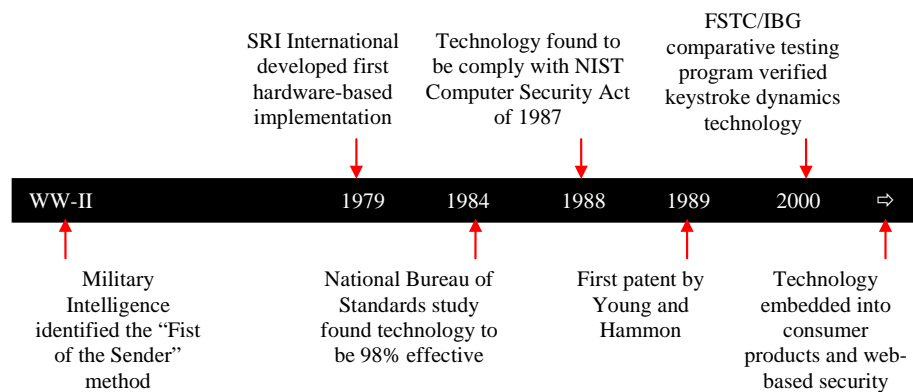 SRI International
developed first
hardware-based
implementation
Technology found to
be comply with NIST
Computer Security Act
of 1987
FSTC/IBG
comparative testing
program verified
keystroke dynamics
technology
WW-II 1979 1984 1988 1989 2000 ⇨
Military
Intelligence
identified the “Fist
of the Sender”
method
National Bureau of
Standards study
found technology to
be 98% effective
First patent by
Young and
Hammon
Technology
embedded into
consumer
products and web-
based security